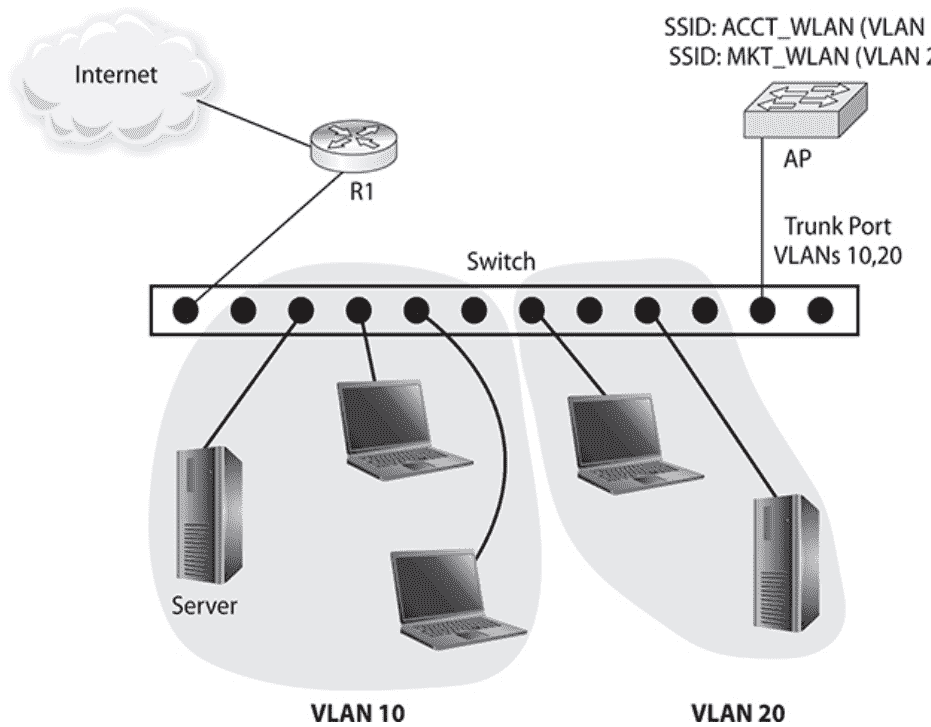 SSID: ACCT_WLAN (VLAN
SSID: MKT_WLAN (VLAN 2
Internet
AP
R1
Trunk Port
VLANs 10,20
Switch
Server
VLAN 10
VLAN 20